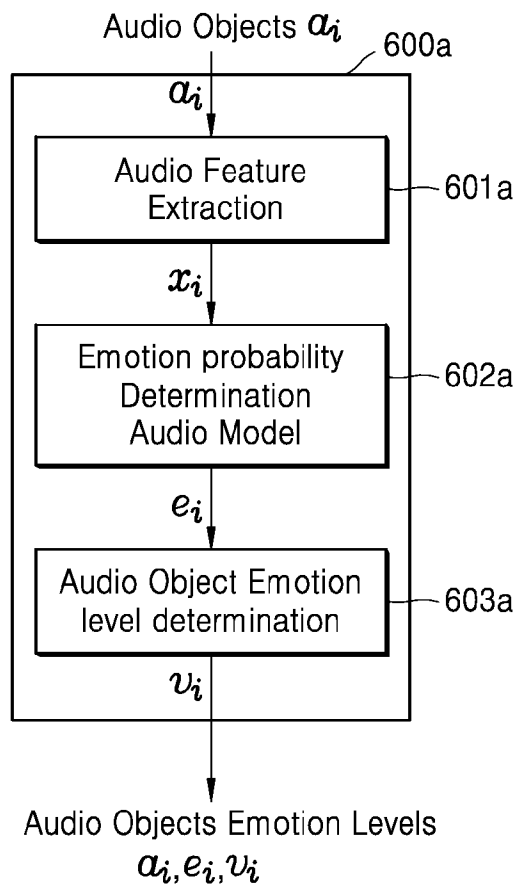 Audio Objects aᵢ
600a
aᵢ
Audio Feature
Extraction
601a
xᵢ
Emotion probability
Determination
Audio Model
602a
eᵢ
Audio Object Emotion
level determination
603a
vᵢ
Audio Objects Emotion Levels
aᵢ,eᵢ,vᵢ